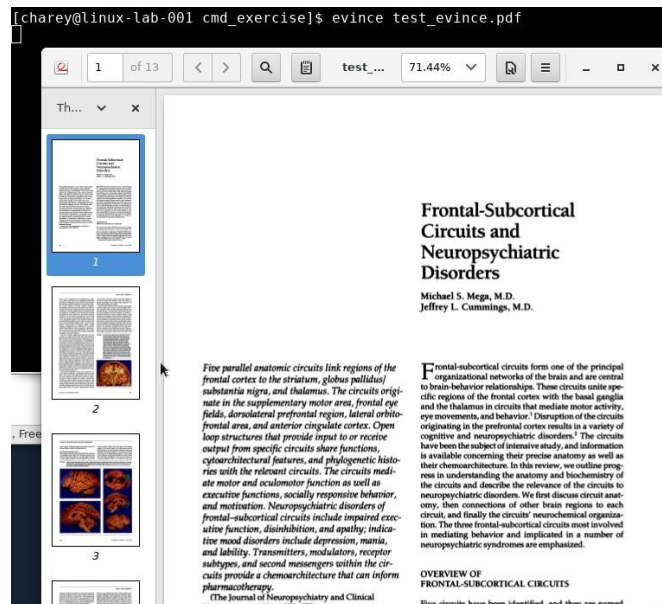 [charey@linux-lab-001 cmd_exercise]$ evince test_evince.pdf
1 of 13 test_... 71.44%
Th...
1
2
3
, Free
Frontal-Subcortical
Circuits and
Neuropsychiatric
Disorders
Michael S. Mega, M.D.
Jeffrey L. Cummings, M.D.
Five parallel anatomic circuits link regions of the
frontal cortex to the striatum, globus pallidus/
substantia nigra, and thalamus. The circuits origi-
nate in the supplementary motor area, frontal eye
fields, dorsolateral prefrontal region, lateral orbito-
frontal area, and anterior cingulate cortex. Open
loop structures that provide input to or receive
output from specific circuits share functions,
cytoarchitectural features, and phylogenetic histo-
ries with the relevant circuits. The circuits medi-
ate motor and oculomotor function as well as
executive functions, socially responsive behavior,
and motivation. Neuropsychiatric disorders of
frontal–subcortical circuits include impaired exec-
utive function, disinhibition, and apathy; indica-
tive mood disorders include depression, mania,
and lability. Transmitters, modulators, receptor
subtypes, and second messengers within the cir-
cuits provide a chemoarchitecture that can inform
pharmacotherapy.
(The Journal of Neuropsychiatry and Clinical
Frontal-subcortical circuits form one of the principal
organizational networks of the brain and are central
to brain-behavior relationships. These circuits unite spe-
cific regions of the frontal cortex with the basal ganglia
and the thalamus in circuits that mediate motor activity,
eye movements, and behavior.1 Disruption of the circuits
originating in the prefrontal cortex results in a variety of
cognitive and neuropsychiatric disorders.2 The circuits
have been the subject of intensive study, and information
is available concerning their precise anatomy as well as
their chemoarchitecture. In this review, we outline prog-
ress in understanding the anatomy and biochemistry of
the circuits and describe the relevance of the circuits to
neuropsychiatric disorders. We first discuss circuit anat-
omy, then connections of other brain regions to each
circuit, and finally the circuits' neurochemical organiza-
tion. The three frontal-subcortical circuits most involved
in mediating behavior and implicated in a number of
neuropsychiatric syndromes are emphasized.
OVERVIEW OF
FRONTAL-SUBCORTICAL CIRCUITS
Five circuits have been identified, and they are named